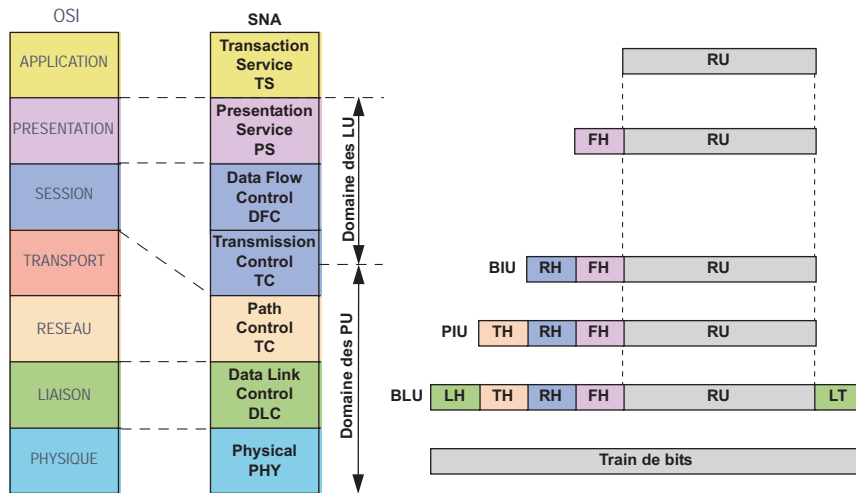 OSI
SNA
APPLICATION
Transaction
Service
TS
RU
PRESENTATION
Presentation
Service
PS
Domaine des LU
FH
RU
SESSION
Data Flow
Control
DFC
TRANSPORT
Transmission
Control
TC
BIU
RH
FH
RU
RESEAU
Path
Control
TC
Domaine des PU
PIU
TH
RH
FH
RU
LIAISON
Data Link
Control
DLC
BLU
LH
TH
RH
FH
RU
LT
PHYSIQUE
Physical
PHY
Train de bits